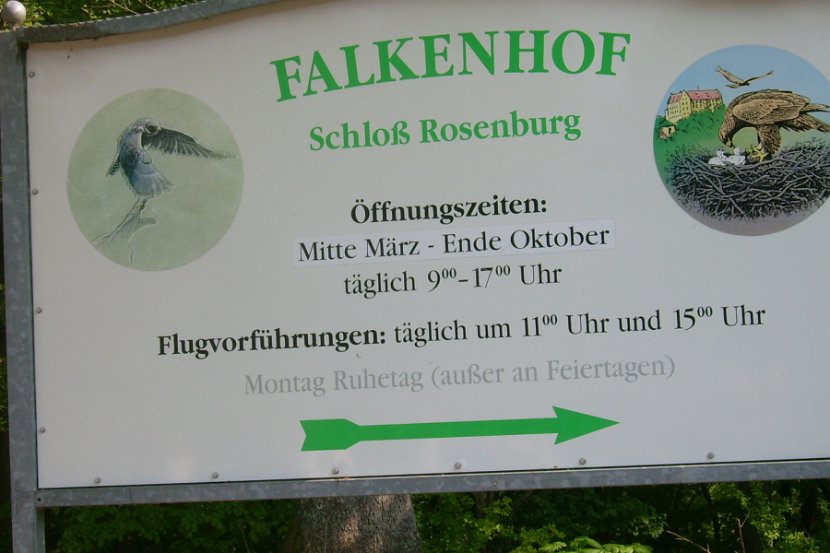 FALKENHOF
Schloß Rosenburg
Öffnungszeiten:
Mitte März - Ende Oktober
täglich 9⁰⁰-17⁰⁰ Uhr
Flugvorführungen: täglich um 11⁰⁰ Uhr und 15⁰⁰ Uhr
Montag Ruhetag (außer an Feiertagen)